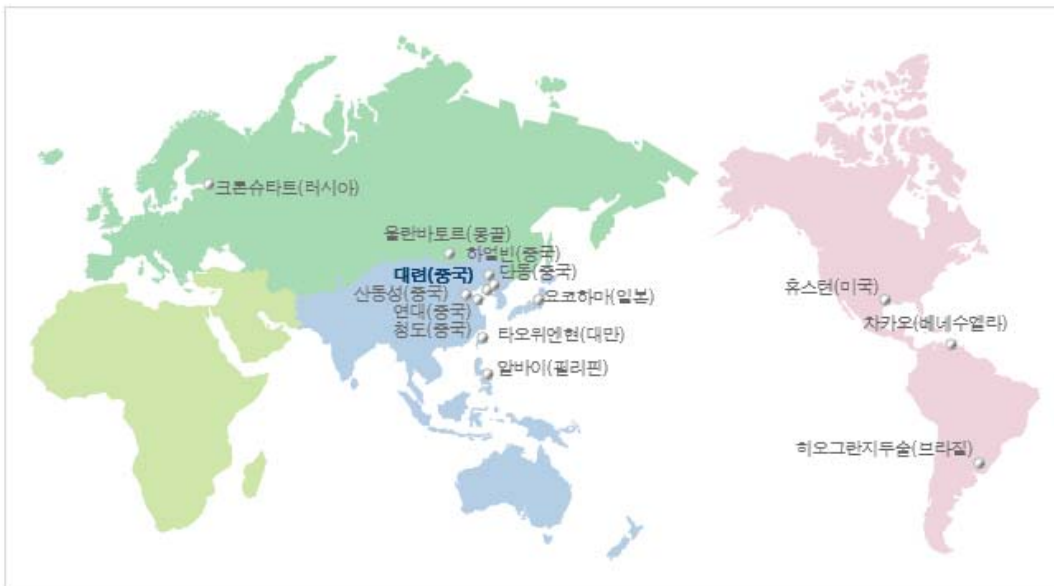 크론슈타트(러시아)
울란바토르(몽골)
하얼빈(중국)
대련(중국)
단동(중국)
산동성(중국)
요코하마(일본)
연대(중국)
청도(중국)
타오위엔현(대만)
알바이(필리핀)
휴스턴(미국)
차카오(베네수엘라)
히오그란지두술(브라질)